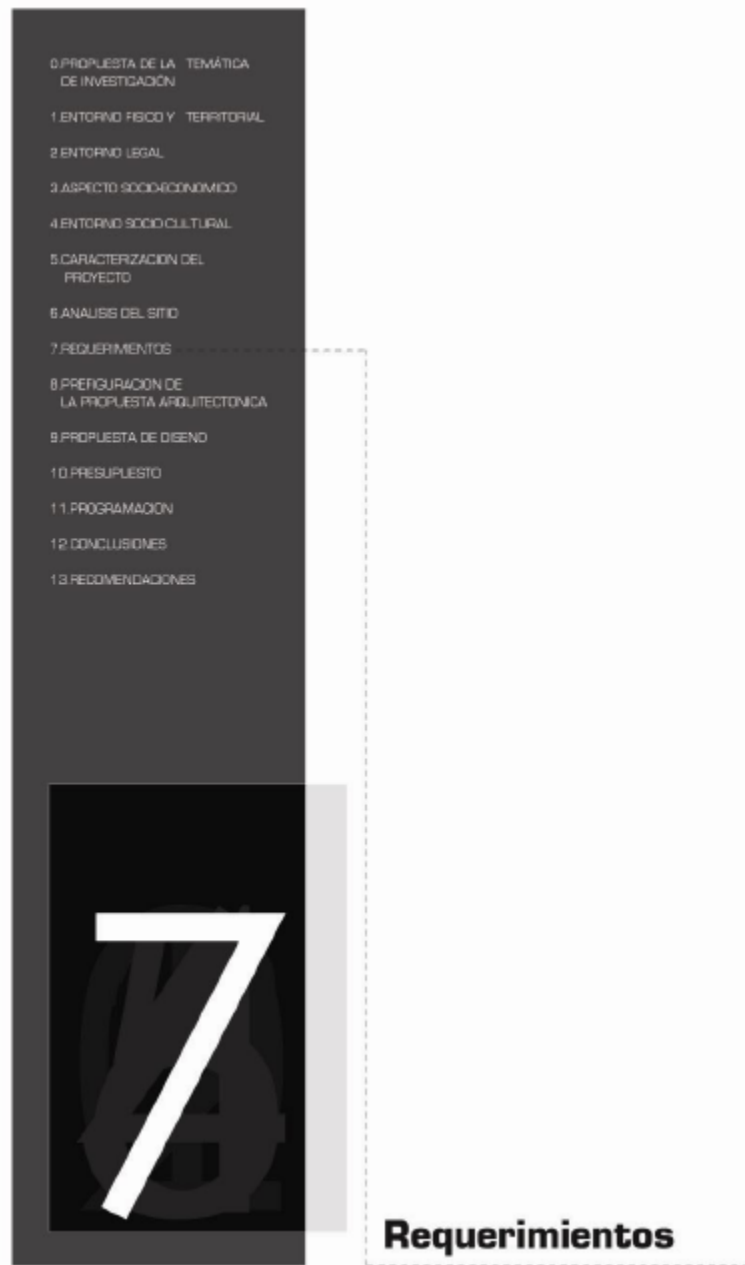 0.PROPUESTA DE LA TEMÁTICA
DE INVESTIGACIÓN
1.ENTORNO FISICO Y TERRITORIAL
2.ENTORNO LEGAL
3.ASPECTO SOCIO-ECONOMICO
4.ENTORNO SOCIO CULTURAL
5.CARACTERIZACION DEL
PROYECTO
6.ANALISIS DEL SITIO
7.REQUERIMIENTOS
8.PREFIGURACION DE
LA PROPUESTA ARQUITECTONICA
9.PROPUESTA DE DISENO
10.PRESUPUESTO
11.PROGRAMACION
12.CONCLUSIONES
13.RECOMENDACIONES
7
Requerimientos